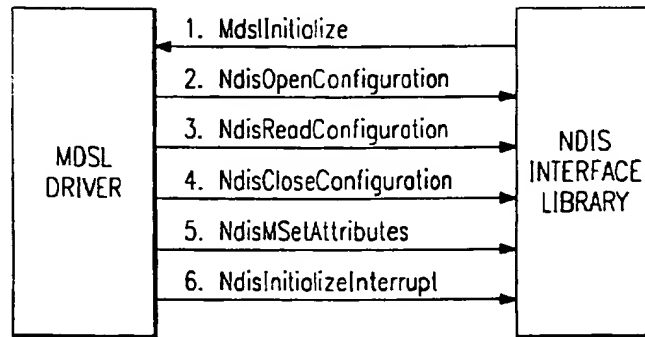 1. MdslInitialize
2. NdisOpenConfiguration
3. NdisReadConfiguration
4. NdisCloseConfiguration
5. NdisMSetAttributes
6. NdisInitializeInterrupt
MDSL
DRIVER
NDIS
INTERFACE
LIBRARY